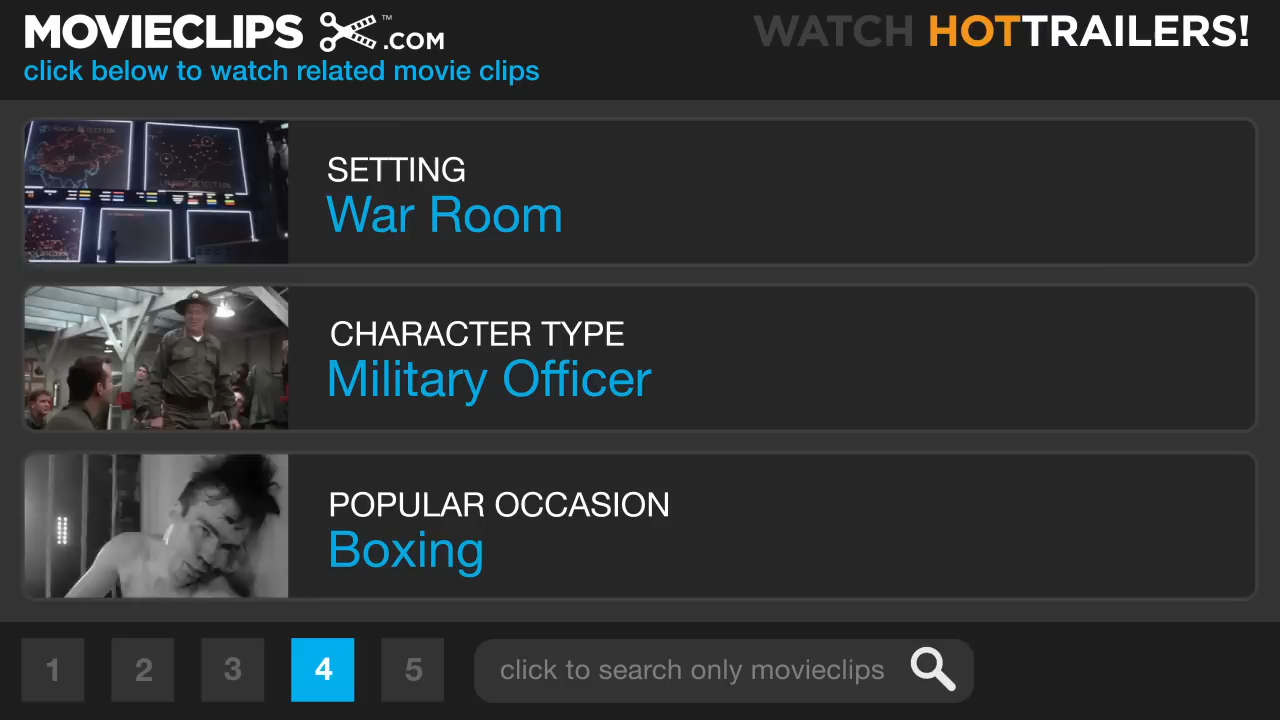 MOVIECLIPS ™ .COM
WATCH HOTTRAILERS!
click below to watch related movie clips
SETTING
War Room
CHARACTER TYPE
Military Officer
POPULAR OCCASION
Boxing
1 2 3 4 5
click to search only movieclips